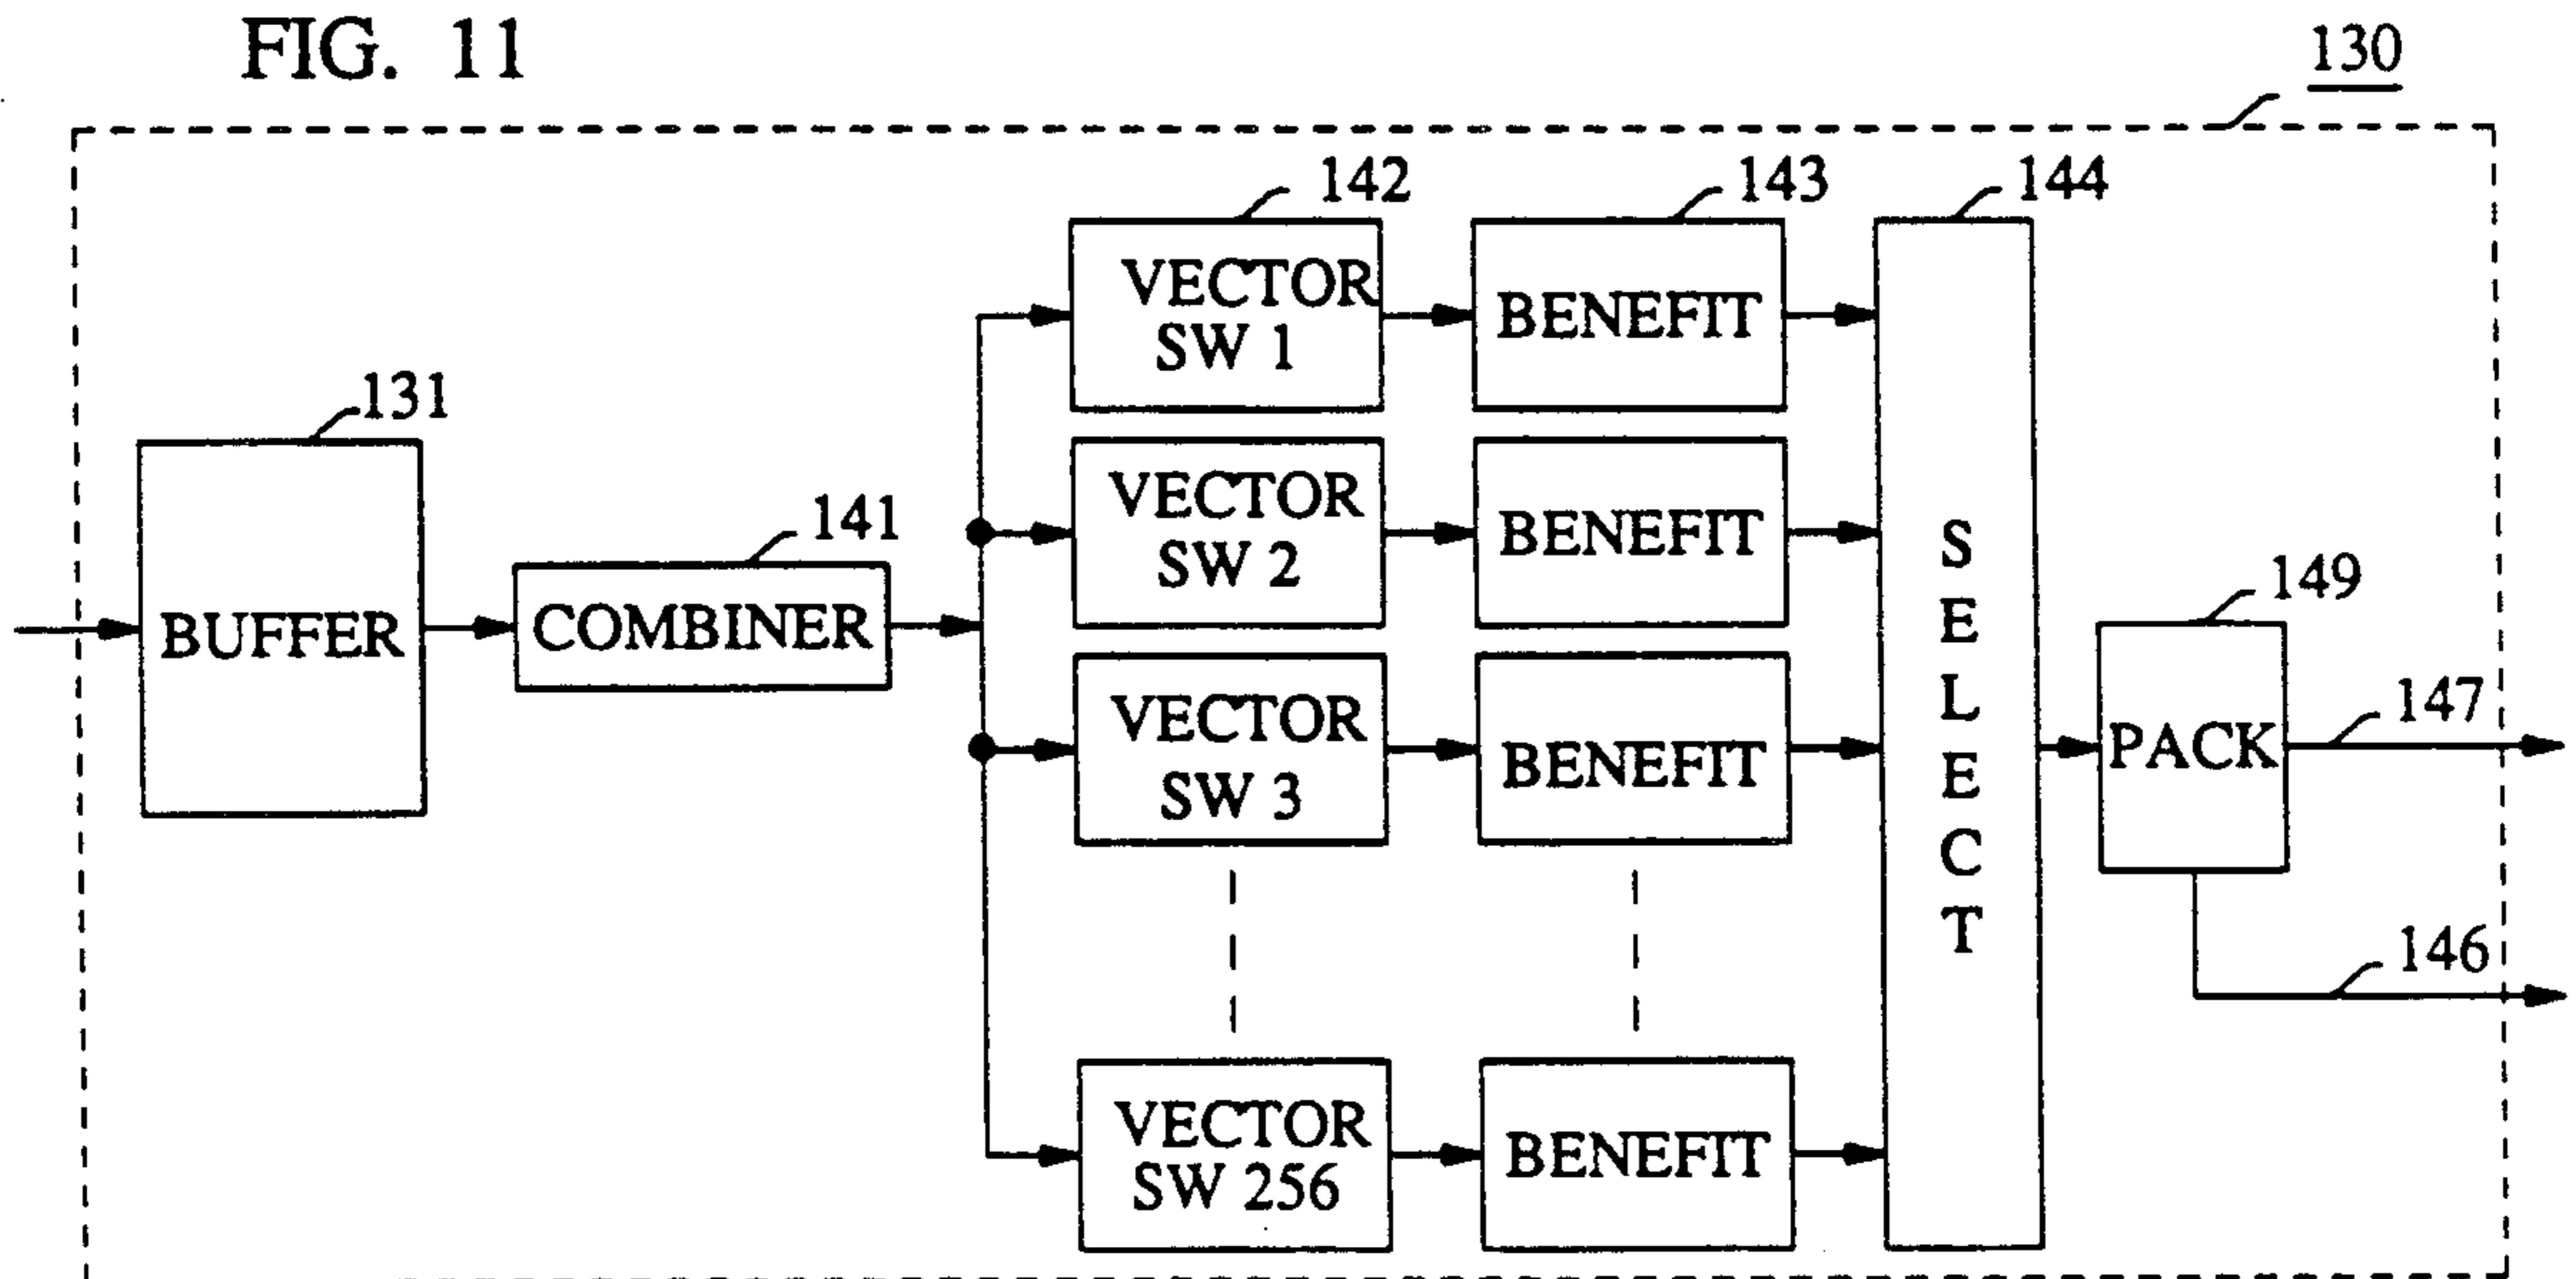 FIG. 11
130
142
143
144
VECTOR
SW 1
BENEFIT
131
VECTOR
SW 2
BENEFIT
141
BUFFER
COMBINER
VECTOR
SW 3
BENEFIT
S
E
L
E
C
T
149
PACK
147
146
VECTOR
SW 256
BENEFIT